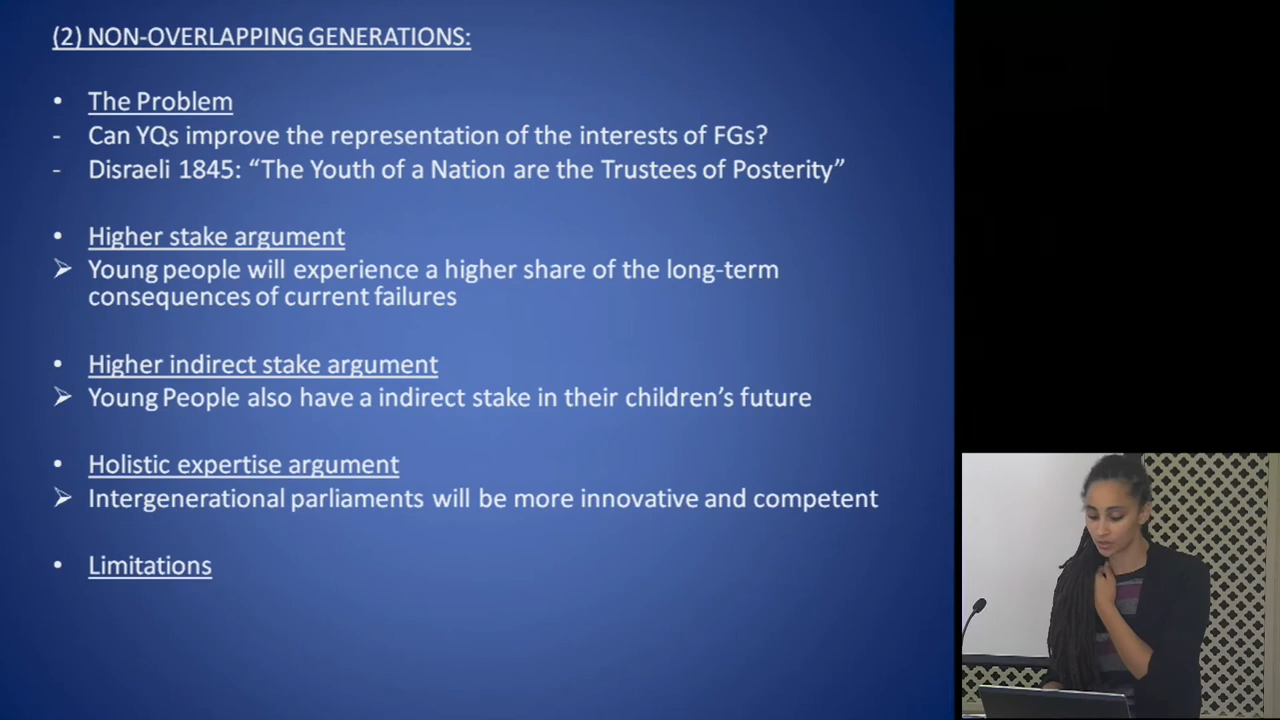 (2) NON-OVERLAPPING GENERATIONS:
• The Problem
- Can YQs improve the representation of the interests of FGs?
- Disraeli 1845: “The Youth of a Nation are the Trustees of Posterity”
• Higher stake argument
➢ Young people will experience a higher share of the long-term
consequences of current failures
• Higher indirect stake argument
➢ Young People also have a indirect stake in their children’s future
• Holistic expertise argument
➢ Intergenerational parliaments will be more innovative and competent
• Limitations